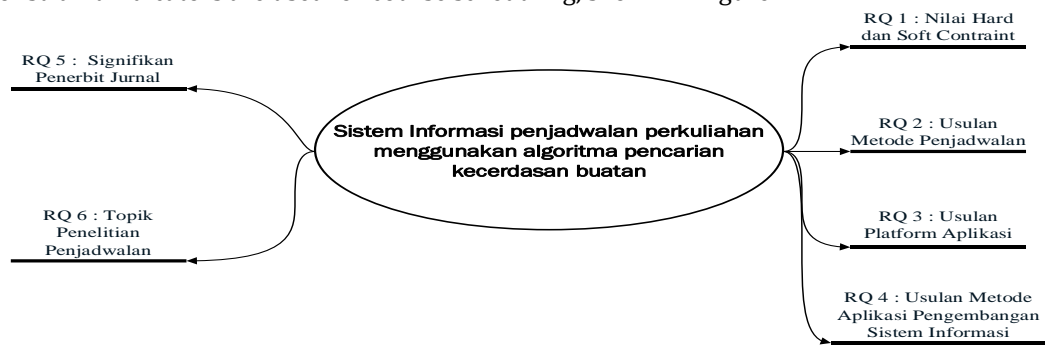 RQ 5 : Signifikan
Penerbit Jurnal
RQ 6 : Topik
Penelitian
Penjadwalan
Sistem Informasi penjadwalan perkuliahan
menggunakan algoritma pencarian
kecerdasan buatan
RQ 1 : Nilai Hard
dan Soft Contraint
RQ 2 : Usulan
Metode Penjadwalan
RQ 3 : Usulan
Platform Aplikasi
RQ 4 : Usulan Metode
Aplikasi Pengembangan
Sistem Informasi